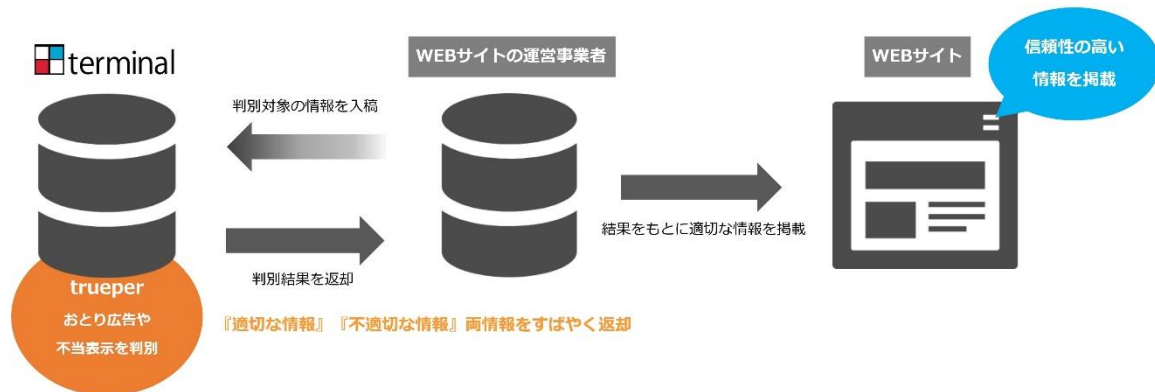 terminal
WEBサイトの運営事業者
WEBサイト
信頼性の高い
情報を掲載
判別対象の情報を入稿
結果をもとに適切な情報を掲載
判別結果を返却
trueper
おとり広告や
不当表示を判別
『適切な情報』『不適切な情報』両情報をすばやく返却